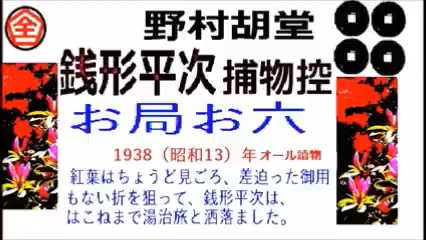 全
野村胡堂
銭形平次 捕物控
お局お六
1938（昭和13）年 オール讀物
紅葉はちょうど見ごろ、差迫った御用
もない折を狙って、銭形平次は、
はこねまで湯治旅と洒落ました。